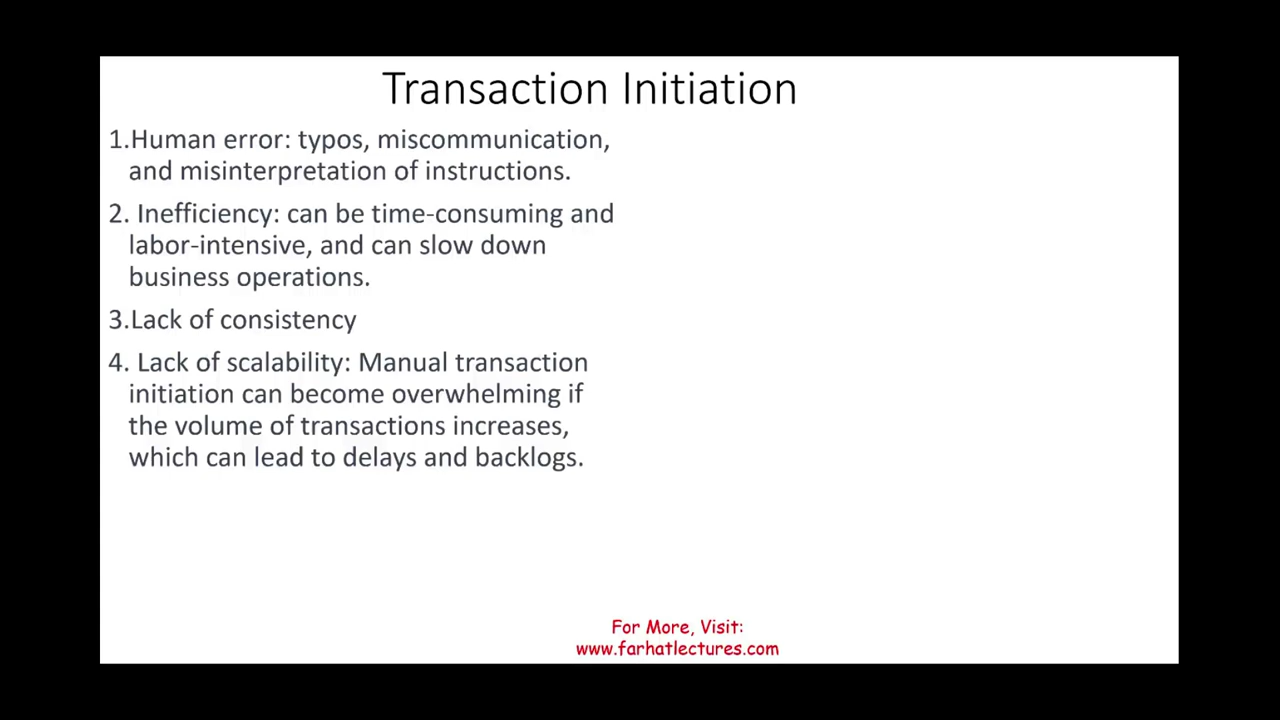 Transaction Initiation
1.Human error: typos, miscommunication,
and misinterpretation of instructions.
2. Inefficiency: can be time-consuming and
labor-intensive, and can slow down
business operations.
3.Lack of consistency
4. Lack of scalability: Manual transaction
initiation can become overwhelming if
the volume of transactions increases,
which can lead to delays and backlogs.
For More, Visit:
www.farhatlectures.com